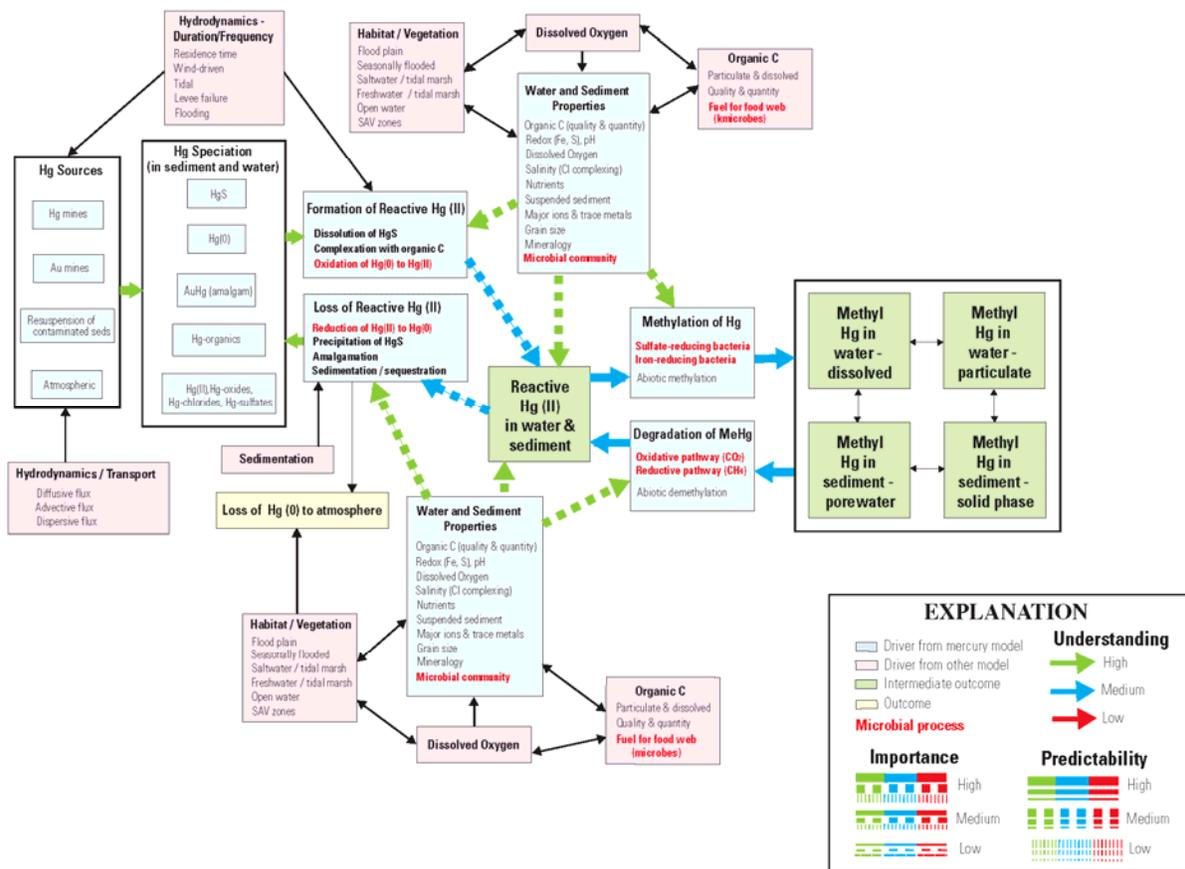 Hydrodynamics -
Duration/Frequency
Residence time
Wind-driven
Tidal
Levee failure
Flooding
Habitat / Vegetation
Flood plain
Seasonally flooded
Saltwater / tidal marsh
Freshwater / tidal marsh
Open water
SAV zones
Dissolved Oxygen
Organic C
Particulate & dissolved
Quality & quantity
Fuel for food web
(kmicrobes)
Water and Sediment
Properties
Organic C (quality & quantity)
Redox (Fe, S), pH
Dissolved Oxygen
Salinity (Cl complexing)
Nutrients
Suspended sediment
Major ions & trace metals
Grain size
Mineralogy
Microbial community
Hg Sources
Hg mines
Au mines
Resuspension of
contaminated seds
Atmospheric
Hg Speciation
(in sediment and water)
HgS
Hg(0)
AuHg (amalgam)
Hg-organics
Hg(II),Hg-oxides,
Hg-chlorides, Hg-sulfates
Formation of Reactive Hg (II)
Dissolution of HgS
Complexation with organic C
Oxidation of Hg(0) to Hg(II)
Loss of Reactive Hg (II)
Reduction of Hg(II) to Hg(0)
Precipitation of HgS
Amalgamation
Sedimentation / sequestration
Reactive
Hg (II)
in water &
sediment
Methylation of Hg
Sulfate-reducing bacteria
Iron-reducing bacteria
Abiotic methylation
Degradation of MeHg
Oxidative pathway (CO₂)
Reductive pathway (CH₄)
Abiotic demethylation
Methyl
Hg in
water -
dissolved
Methyl
Hg in
water -
particulate
Methyl
Hg in
sediment -
porewater
Methyl
Hg in
sediment -
solid phase
Hydrodynamics / Transport
Diffusive flux
Advective flux
Dispersive flux
Sedimentation
Loss of Hg (0) to atmosphere
Water and Sediment
Properties
Organic C (quality & quantity)
Redox (Fe, S), pH
Dissolved Oxygen
Salinity (Cl complexing)
Nutrients
Suspended sediment
Major ions & trace metals
Grain size
Mineralogy
Microbial community
Habitat / Vegetation
Flood plain
Seasonally flooded
Saltwater / tidal marsh
Freshwater / tidal marsh
Open water
SAV zones
Dissolved Oxygen
Organic C
Particulate & dissolved
Quality & quantity
Fuel for food web
(microbes)
EXPLANATION
Driver from mercury model
Driver from other model
Intermediate outcome
Outcome
Microbial process
Understanding
High
Medium
Low
Importance
High
Medium
Low
Predictability
High
Medium
Low